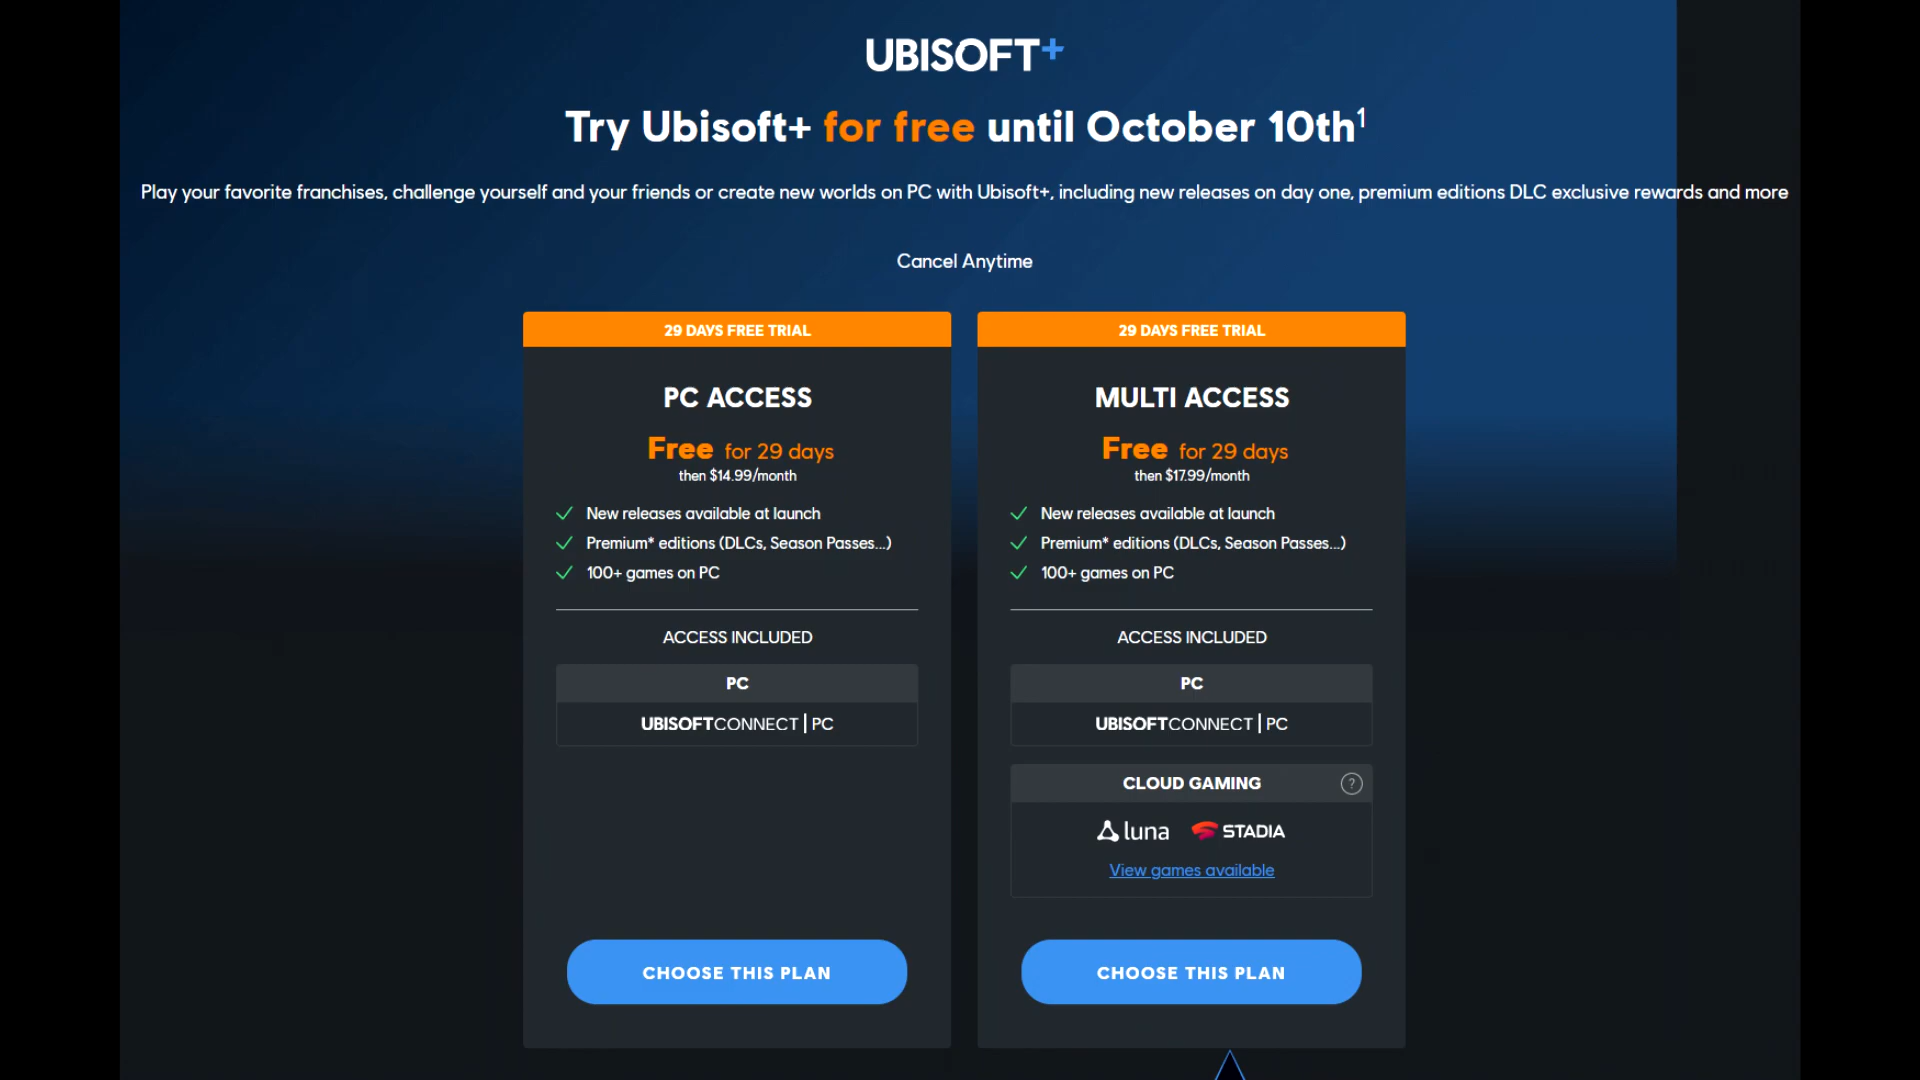 UBISOFT+
Try Ubisoft+ for free until October 10th¹
Play your favorite franchises, challenge yourself and your friends or create new worlds on PC with Ubisoft+, including new releases on day one, premium editions DLC exclusive rewards and more
Cancel Anytime
29 DAYS FREE TRIAL
PC ACCESS
Free for 29 days
then $14.99/month
New releases available at launch
Premium* editions (DLCs, Season Passes...)
100+ games on PC
ACCESS INCLUDED
PC
UBISOFTCONNECT | PC
CHOOSE THIS PLAN
29 DAYS FREE TRIAL
MULTI ACCESS
Free for 29 days
then $17.99/month
New releases available at launch
Premium* editions (DLCs, Season Passes...)
100+ games on PC
ACCESS INCLUDED
PC
UBISOFTCONNECT | PC
CLOUD GAMING ?
luna STADIA
View games available
CHOOSE THIS PLAN